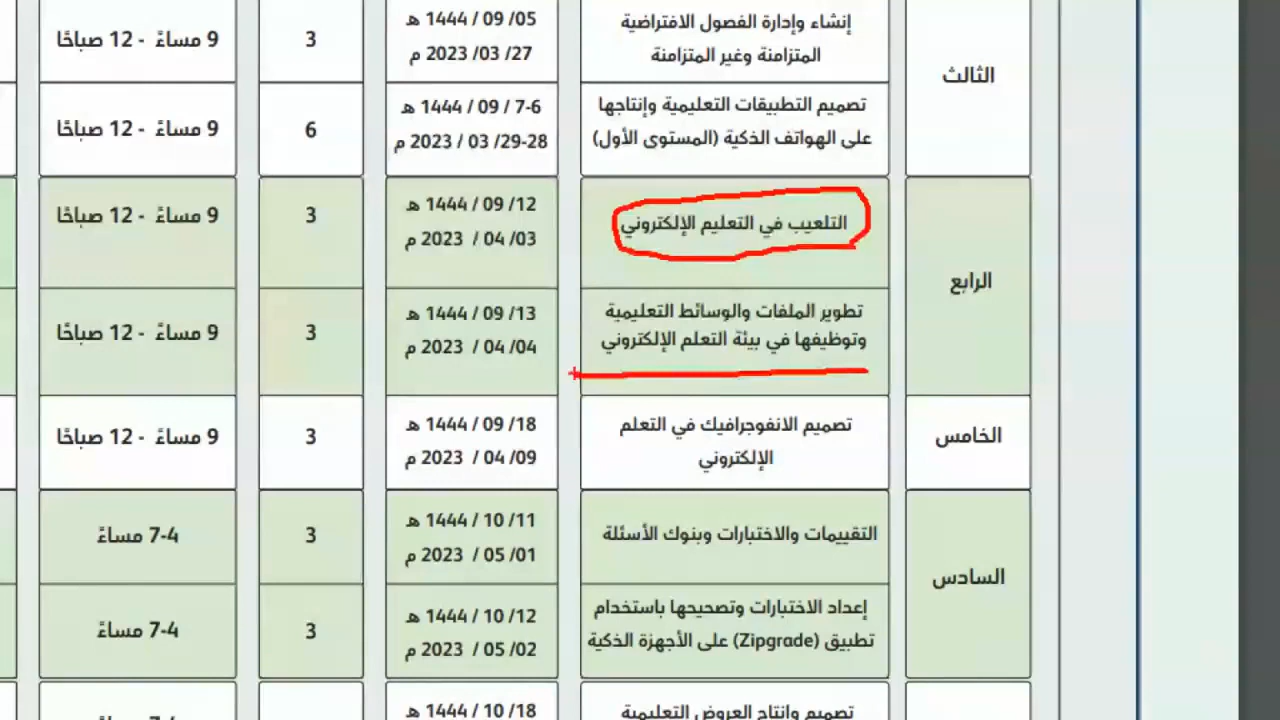 الثالث
إنشاء وإدارة الفصول الافتراضية
المتزامنة وغير المتزامنة
05/ 09 / 1444 هـ
27/ 03/ 2023 م
3
9 مساءً - 12 صباحًا
تصميم التطبيقات التعليمية وإنتاجها
على الهواتف الذكية (المستوى الأول)
6-7 / 09 / 1444 هـ
28-29/ 03 / 2023 م
6
9 مساءً - 12 صباحًا
الرابع
التلعيب في التعليم الإلكتروني
12/ 09 / 1444 هـ
03/ 04 / 2023 م
3
9 مساءً - 12 صباحًا
تطوير الملفات والوسائط التعليمية
وتوظيفها في بيئة التعلم الإلكتروني
13/ 09 / 1444 هـ
04/ 04 / 2023 م
3
9 مساءً - 12 صباحًا
الخامس
تصميم الانفوجرافيك في التعلم
الإلكتروني
18/ 09 / 1444 هـ
09/ 04 / 2023 م
3
9 مساءً - 12 صباحًا
السادس
التقييمات والاختبارات وبنوك الأسئلة
11/ 10 / 1444 هـ
01/ 05 / 2023 م
3
4-7 مساءً
إعداد الاختبارات وتصحيحها باستخدام
تطبيق (Zipgrade) على الأجهزة الذكية
12/ 10 / 1444 هـ
02/ 05 / 2023 م
3
4-7 مساءً
تصميم وإنتاج العروض التعليمية
18/ 10 / 1444 هـ